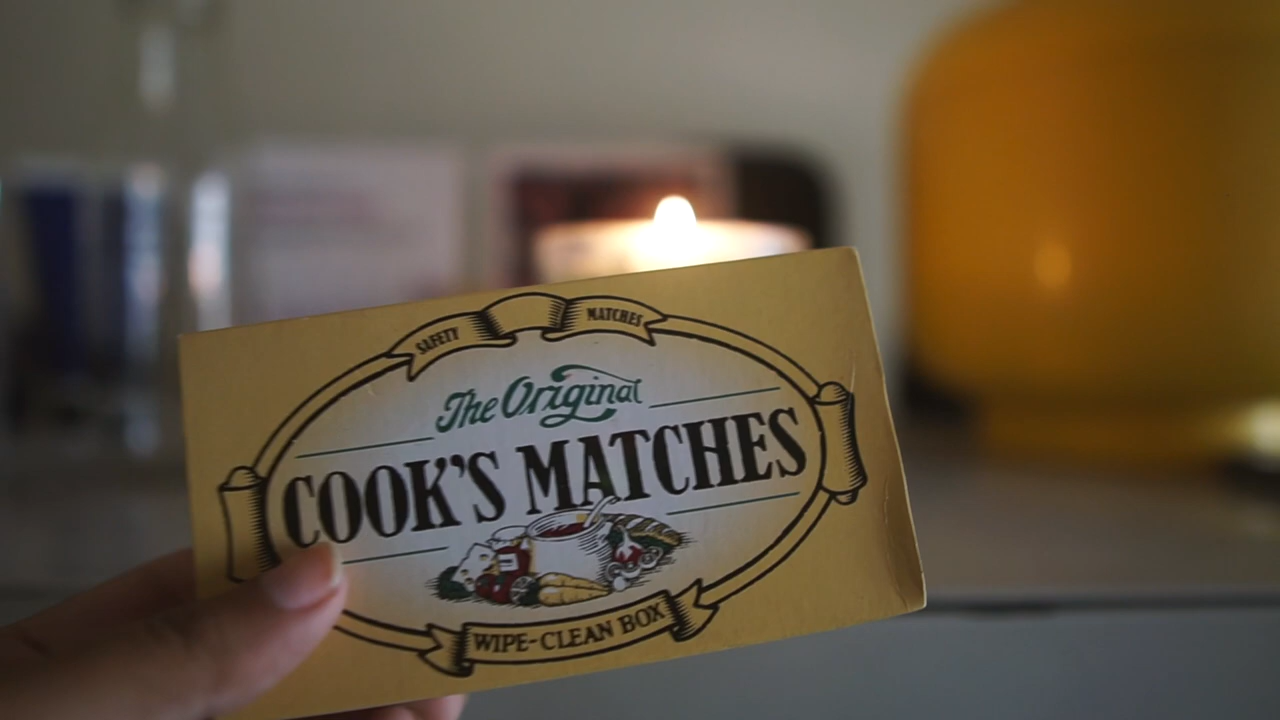 SAFETY MATCHES
The Original
COOK'S MATCHES
WIPE-CLEAN BOX